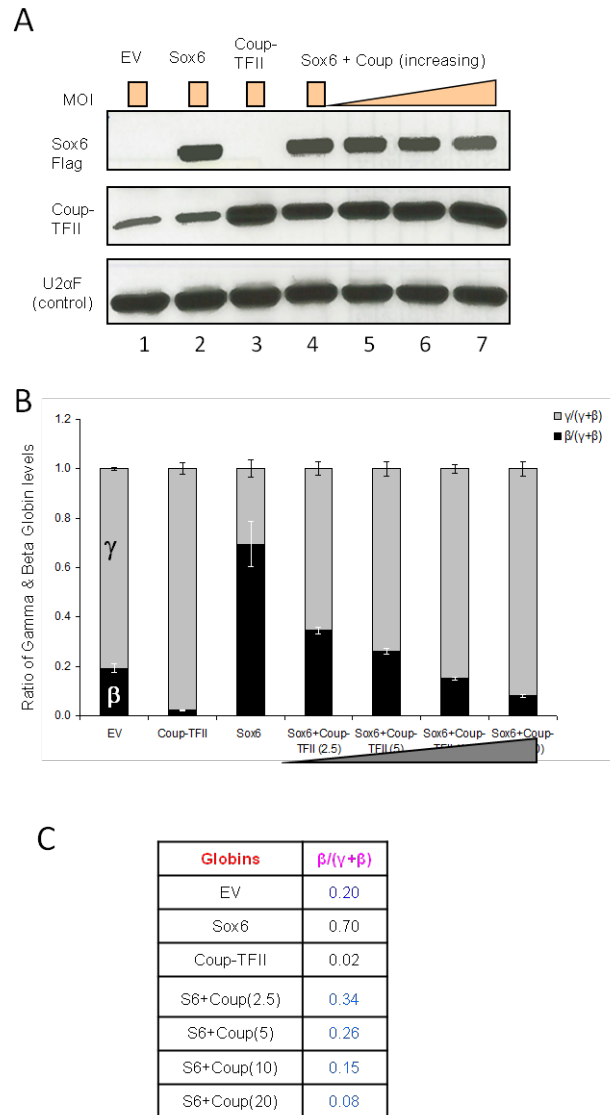 A
EV Sox6 Coup-TFII Sox6 + Coup (increasing)
MOI
Sox6 Flag
Coup-TFII
U2αF (control)
1 2 3 4 5 6 7
B
γ/(γ+β)
β/(γ+β)
Ratio of Gamma & Beta Globin levels
1.2
1.0
0.8
0.6
0.4
0.2
0.0
γ
β
EV Coup-TFII Sox6 Sox6+Coup-TFII (2.5) Sox6+Coup-TFII (5) Sox6+Coup- Sox6+Coup-
C
Globins β/(γ+β)
EV 0.20
Sox6 0.70
Coup-TFII 0.02
S6+Coup(2.5) 0.34
S6+Coup(5) 0.26
S6+Coup(10) 0.15
S6+Coup(20) 0.08